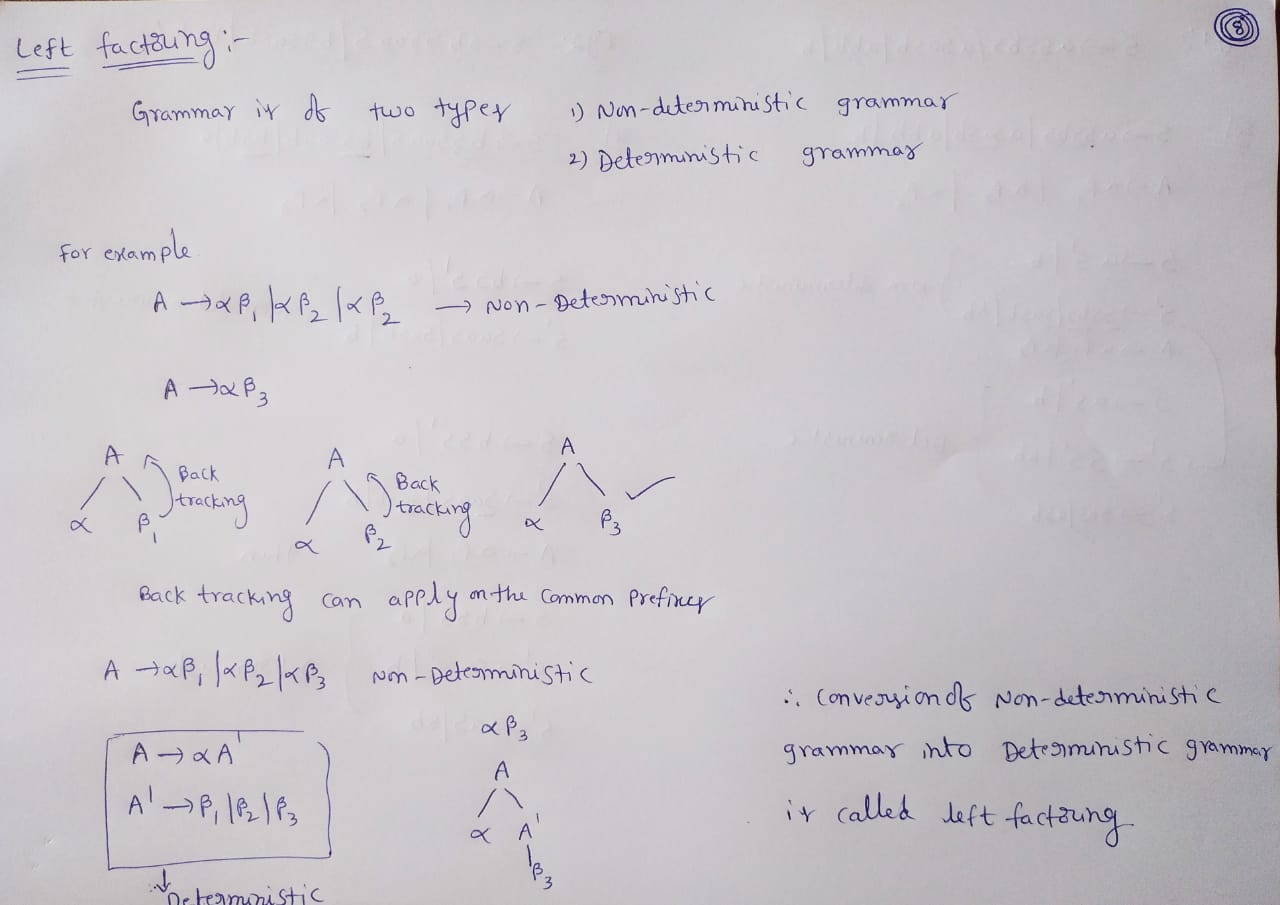 8
Left factoring :-
Grammar is of two types 1) Non-deterministic grammar
2) Deterministic grammar
For example
A → αβ₁ | αβ₂ | αβ₂ → Non-Deterministic
A → αβ₃
A A A
Back tracking Back tracking ✓
α β₁ α β₂ α β₃
Back tracking can apply on the Common Prefixes
A → αβ₁ | αβ₂ | αβ₃ Non-Deterministic
A → αA'
A' → β₁ | β₂ | β₃
↓ Deterministic
αβ₃
A
α A'
β₃
∴ Conversion of Non-deterministic
grammar into Deterministic grammar
is called left factoring